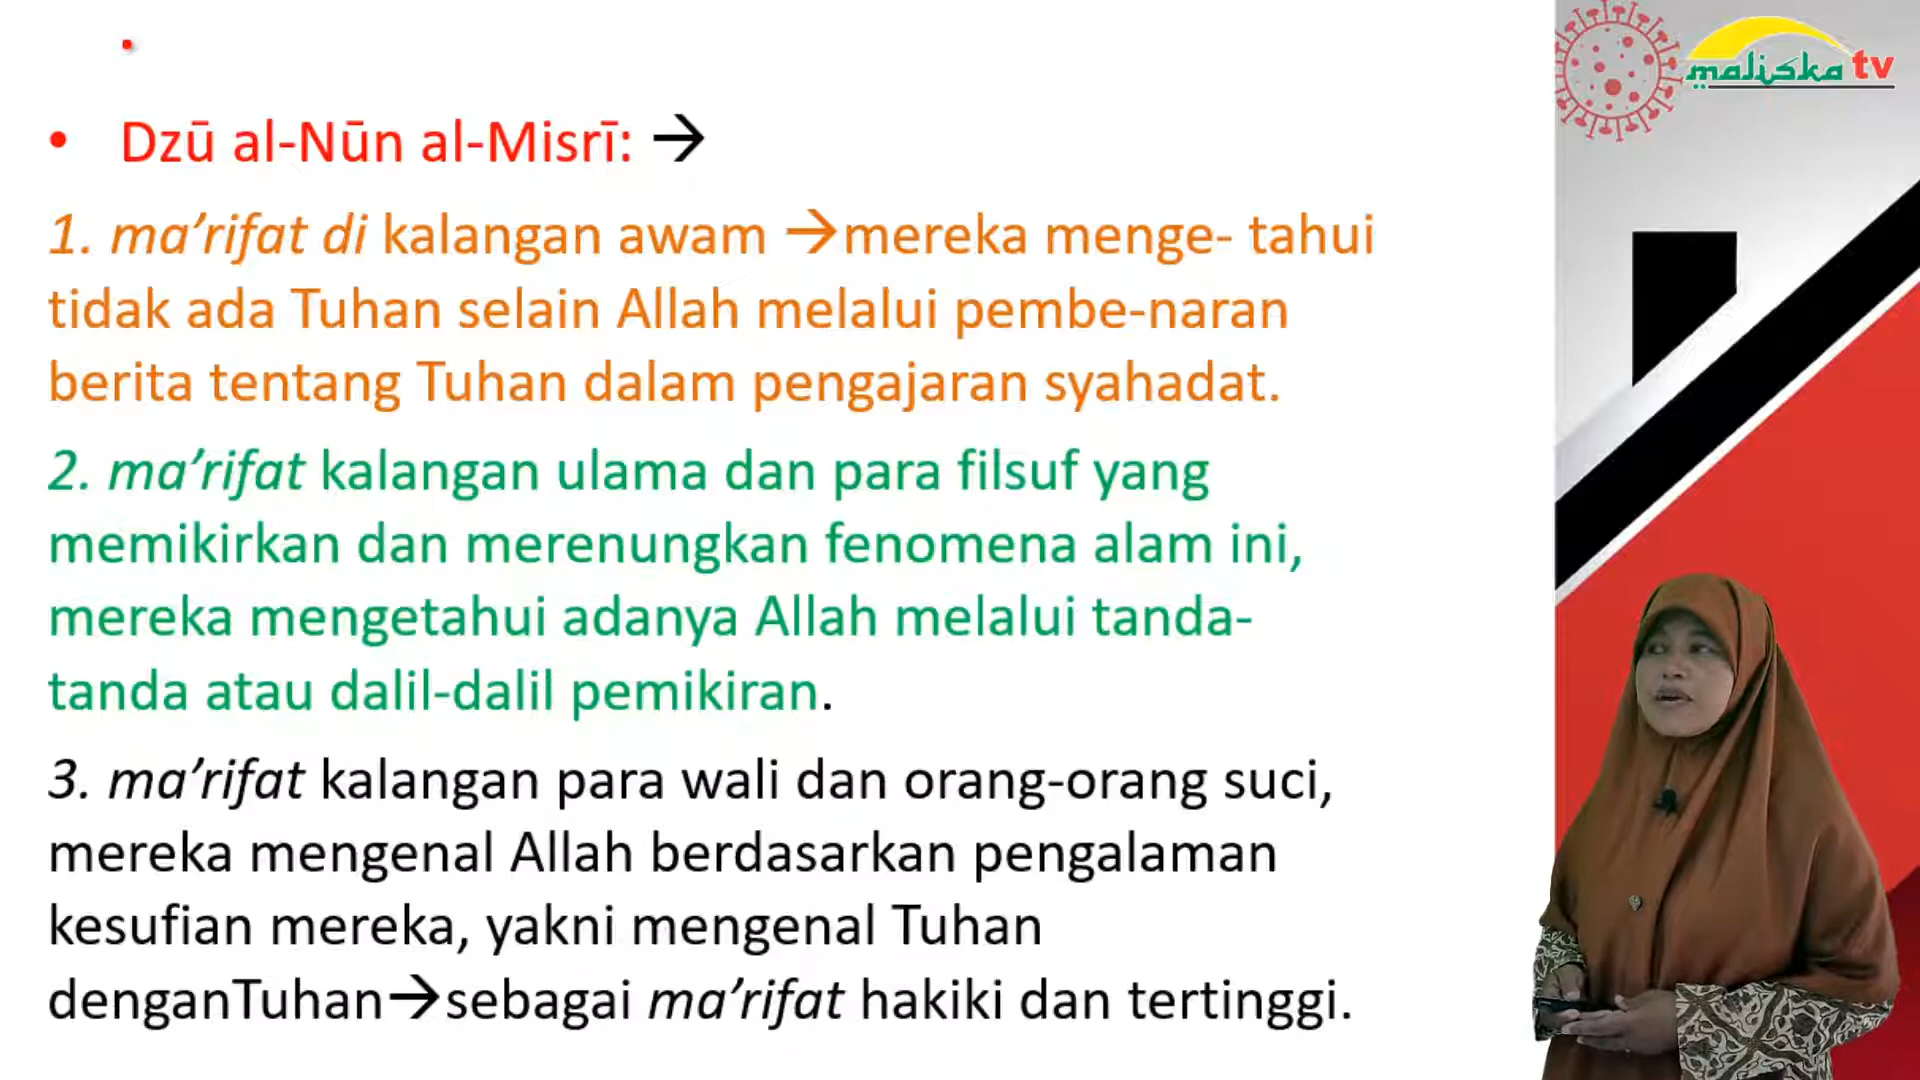 maliska tv
• Dzū al-Nūn al-Misrī: →
1. ma’rifat di kalangan awam →mereka menge- tahui
tidak ada Tuhan selain Allah melalui pembe-naran
berita tentang Tuhan dalam pengajaran syahadat.
2. ma’rifat kalangan ulama dan para filsuf yang
memikirkan dan merenungkan fenomena alam ini,
mereka mengetahui adanya Allah melalui tanda-
tanda atau dalil-dalil pemikiran.
3. ma’rifat kalangan para wali dan orang-orang suci,
mereka mengenal Allah berdasarkan pengalaman
kesufian mereka, yakni mengenal Tuhan
denganTuhan→sebagai ma’rifat hakiki dan tertinggi.